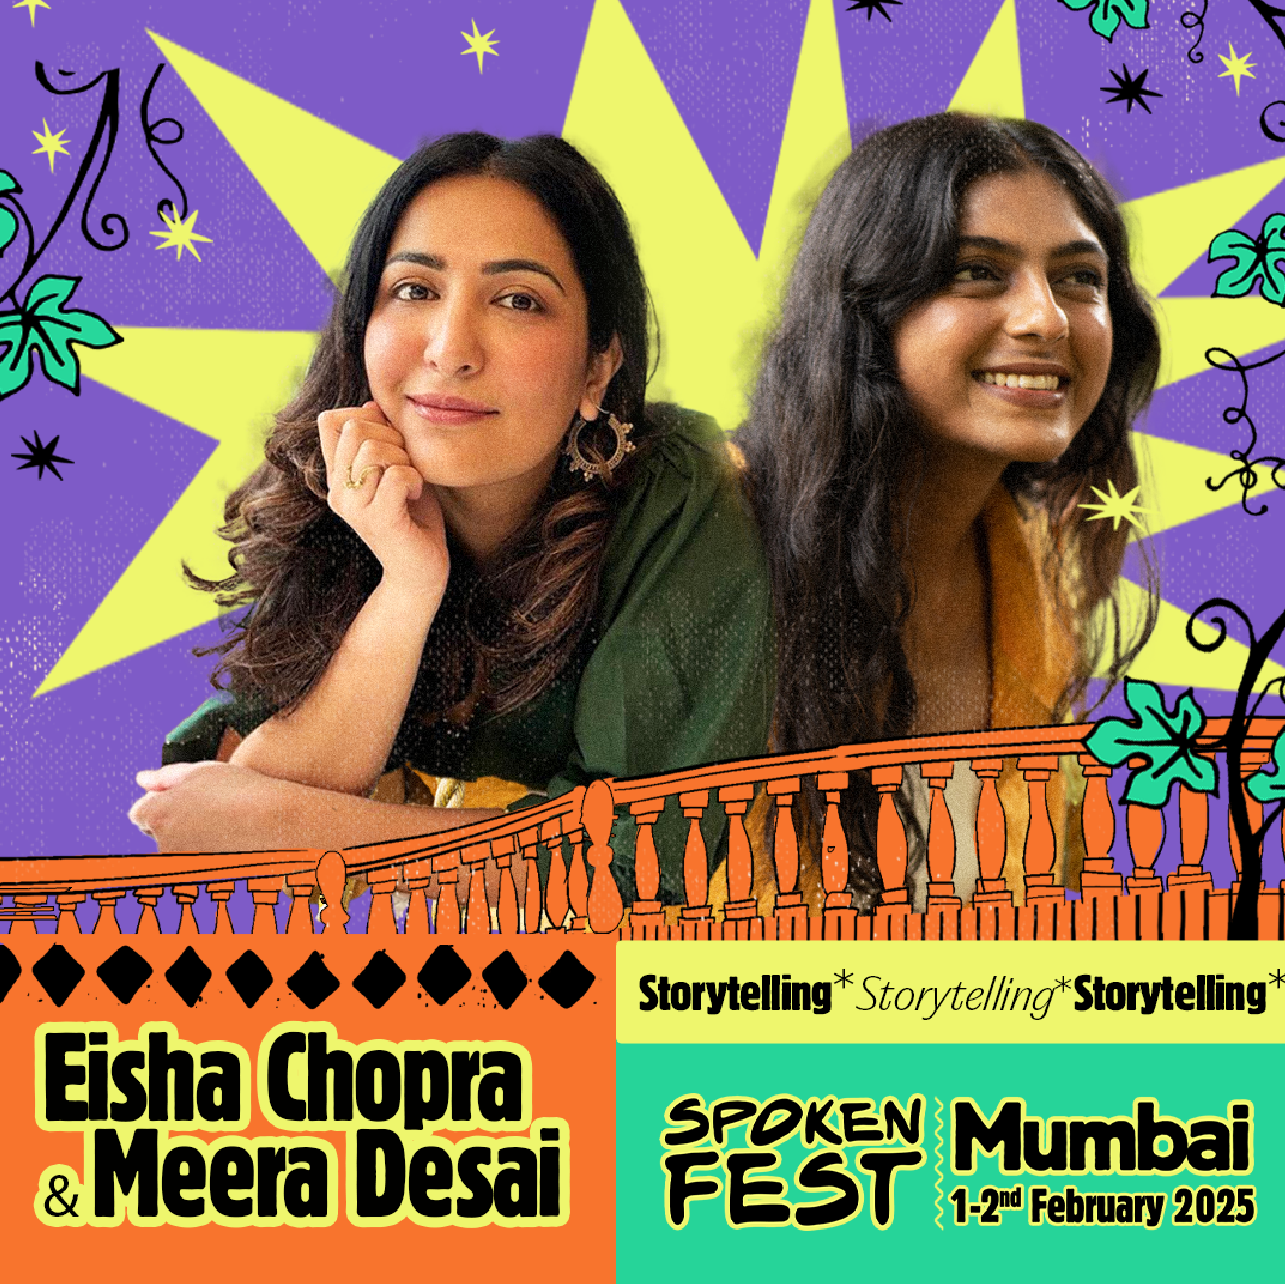 Storytelling*Storytelling*Storytelling*
Eisha Chopra
& Meera Desai
SPOKEN
FEST
Mumbai
1-2nd February 2025